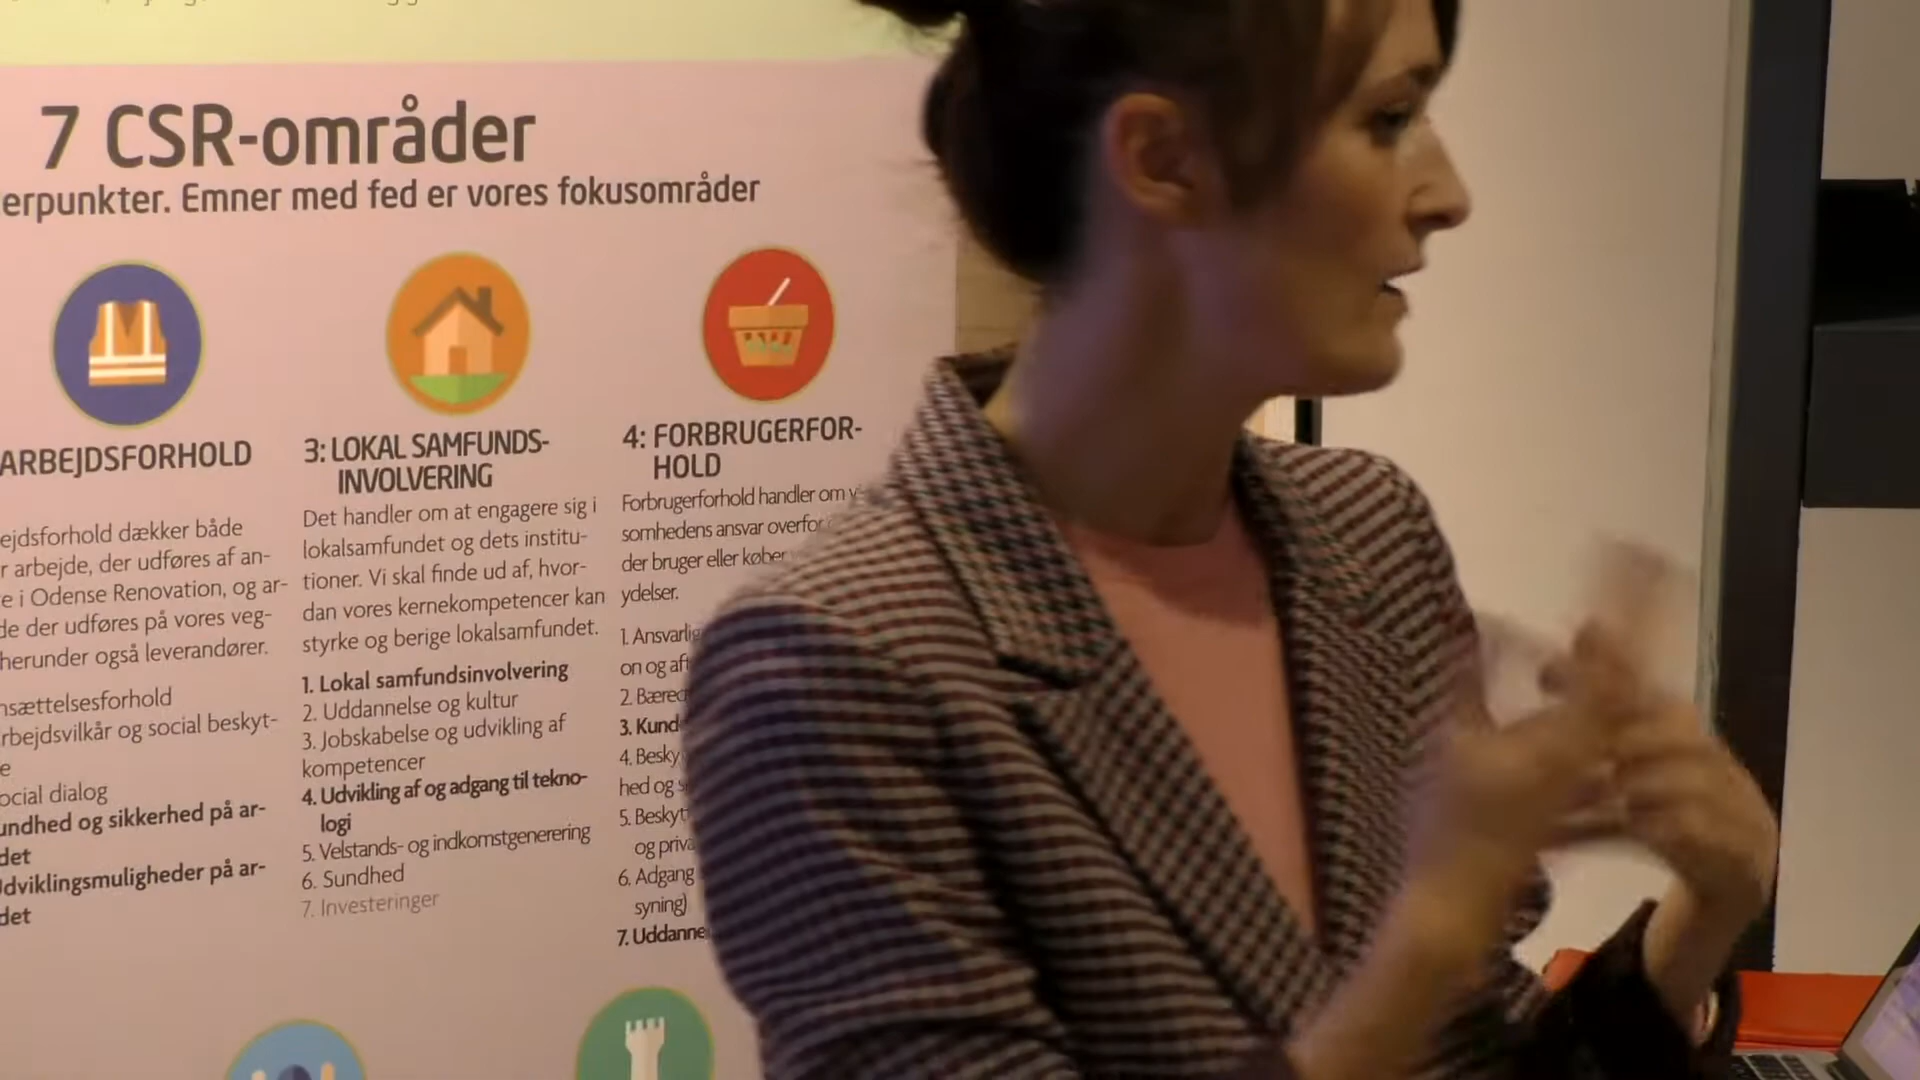 7 CSR-områder
erpunkter. Emner med fed er vores fokusområder
ARBEJDSFORHOLD
ejdsforhold dækker både
r arbejde, der udføres af an-
e i Odense Renovation, og ar-
de der udføres på vores veg-
herunder også leverandører.
nsættelsesforhold
rbejdsvilkår og social beskyt-
e
ocial dialog
undhed og sikkerhed på ar-
det
dviklingsmuligheder på ar-
det
3: LOKAL SAMFUNDS-
INVOLVERING
Det handler om at engagere sig i
lokalsamfundet og dets institu-
tioner. Vi skal finde ud af, hvor-
dan vores kernekompetencer kan
styrke og berige lokalsamfundet.
1. Lokal samfundsinvolvering
2. Uddannelse og kultur
3. Jobskabelse og udvikling af
kompetencer
4. Udvikling af og adgang til tekno-
logi
5. Velstands- og indkomstgenerering
6. Sundhed
7. Investeringer
4: FORBRUGERFOR-
HOLD
Forbrugerforhold handler om v
somhedens ansvar overfor
der bruger eller køber
ydelser.
1. Ansvarlig
on og aft
2. Bæred
3. Kund
4. Besky
hed og s
5. Beskyt
og priva
6. Adgang
syning)
7. Uddanne